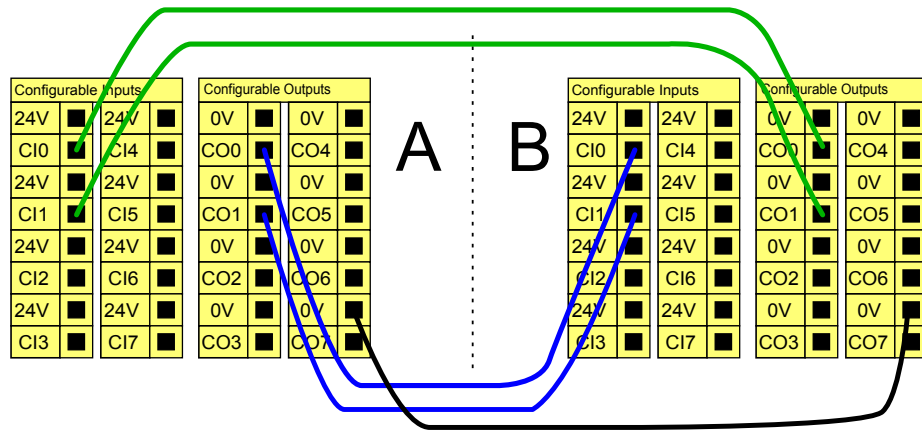 Configurable Inputs
24V 24V
CI0 CI4
24V 24V
CI1 CI5
24V 24V
CI2 CI6
24V 24V
CI3 CI7
Configurable Outputs
0V 0V
CO0 CO4
0V 0V
CO1 CO5
0V 0V
CO2 CO6
0V 0V
CO3 CO7
A B
Configurable Inputs
24V 24V
CI0 CI4
24V 24V
CI1 CI5
24V 24V
CI2 CI6
24V 24V
CI3 CI7
Configurable Outputs
0V 0V
CO0 CO4
0V 0V
CO1 CO5
0V 0V
CO2 CO6
0V 0V
CO3 CO7